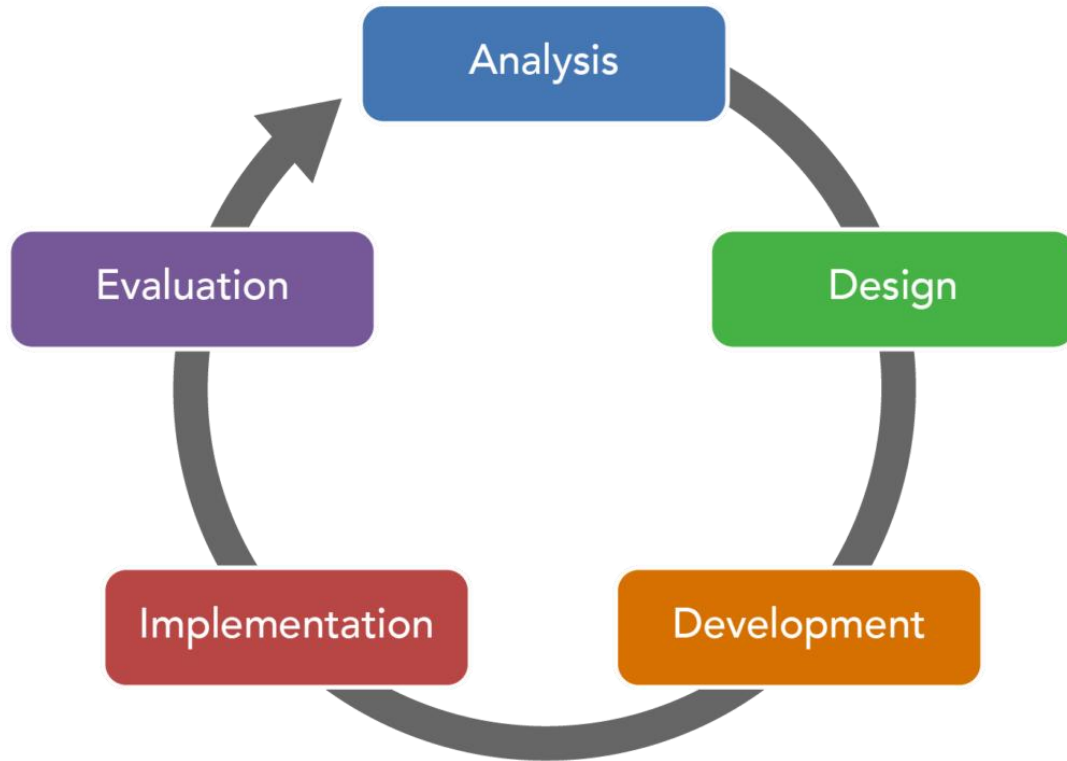 Analysis
Design
Development
Implementation
Evaluation